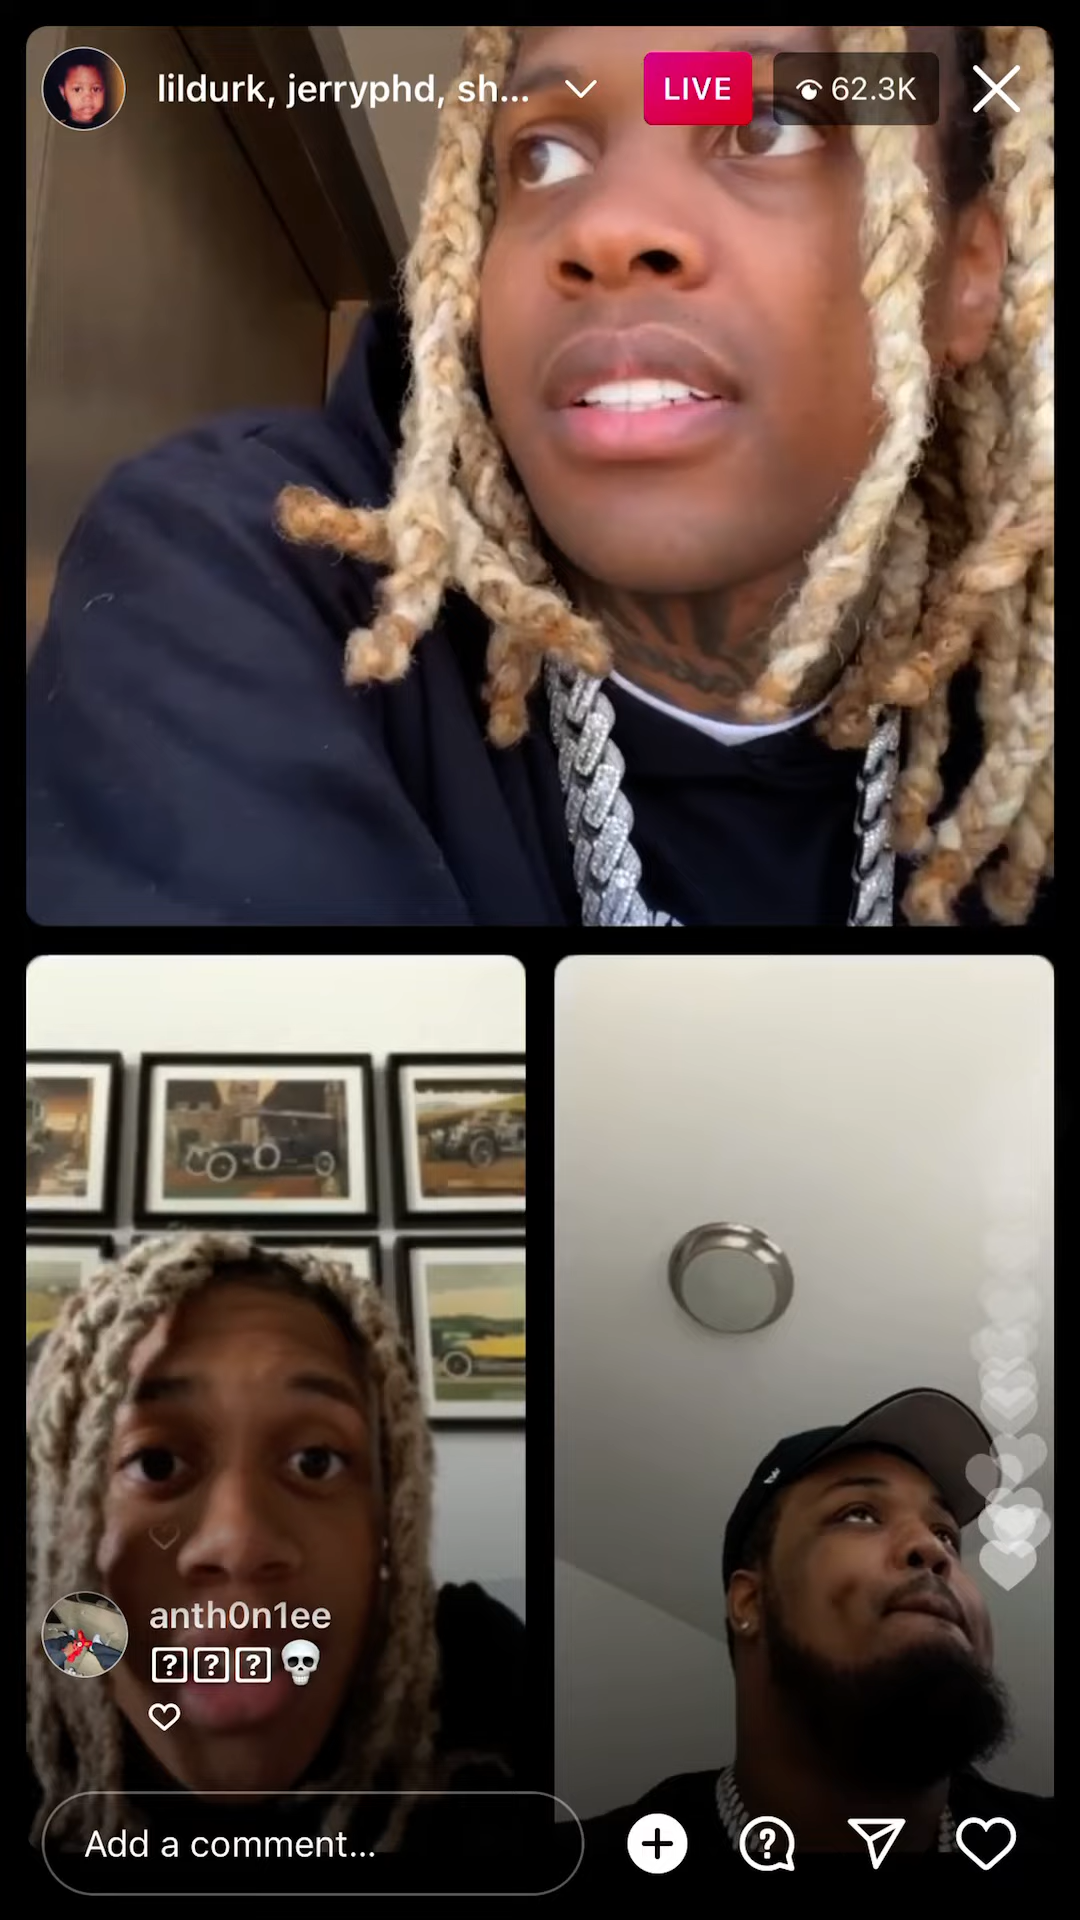 lildurk, jerryphd, sh...
LIVE
62.3K
anth0n1ee
???💀
Add a comment...